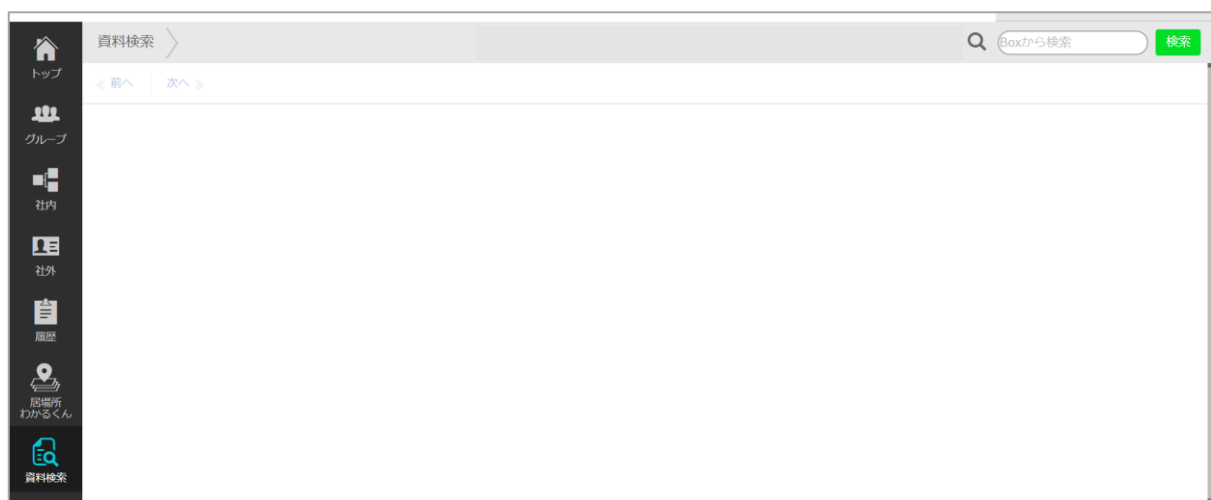 資料検索
Boxから検索
検索
トップ
« 前へ
次へ »
グループ
社内
社外
履歴
居場所
わかるくん
資料検索